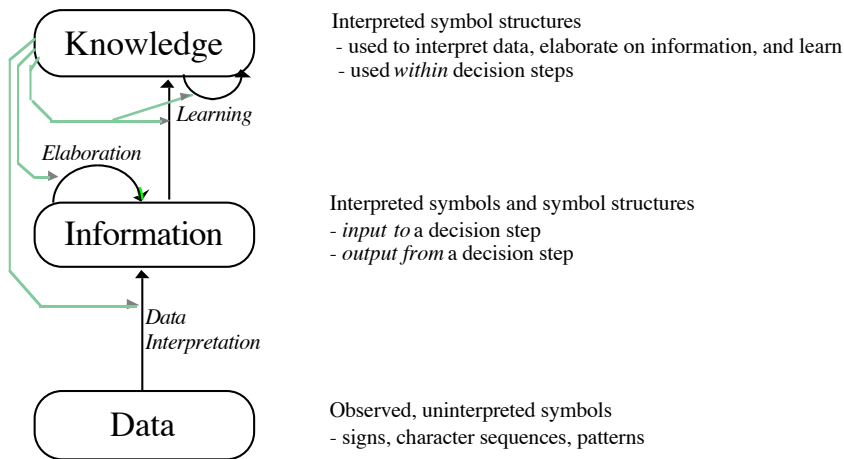 Knowledge
Interpreted symbol structures
- used to interpret data, elaborate on information, and learn
- used within decision steps
Learning
Elaboration
Information
Interpreted symbols and symbol structures
- input to a decision step
- output from a decision step
Data
Interpretation
Data
Observed, uninterpreted symbols
- signs, character sequences, patterns